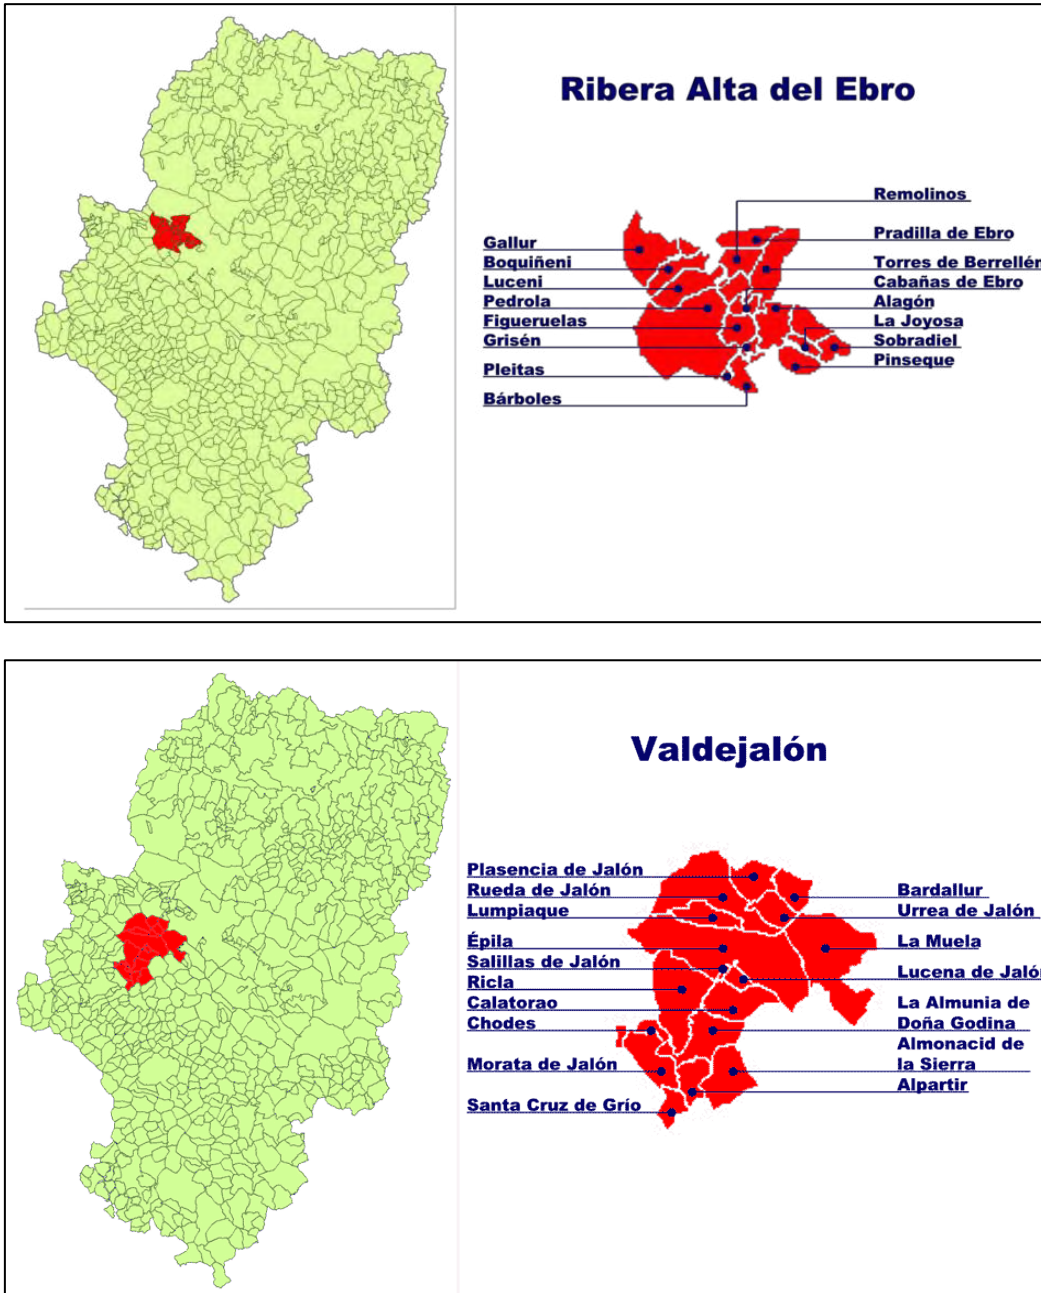 Ribera Alta del Ebro
Remolinos
Pradilla de Ebro
Gallur
Boquiñeni
Torres de Berrellén
Luceni
Cabañas de Ebro
Pedrola
Alagón
Figueruelas
La Joyosa
Grisén
Sobradiel
Pinseque
Pleitas
Bárboles
Valdejalón
Plasencia de Jalón
Rueda de Jalón
Bardallur
Lumpiaque
Urrea de Jalón
Épila
La Muela
Salillas de Jalón
Lucena de Jalón
Ricla
Calatorao
La Almunia de
Chodes
Doña Godina
Almonacid de
Morata de Jalón
la Sierra
Alpartir
Santa Cruz de Grío